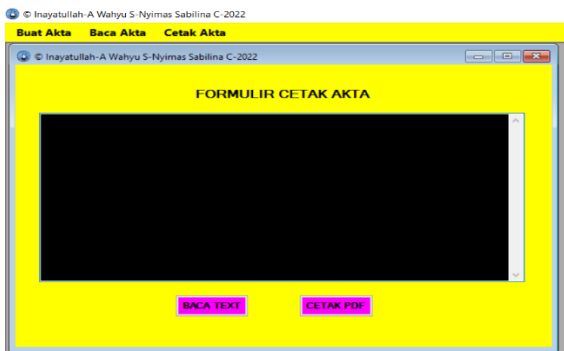 © Inayatullah-A Wahyu S-Nyimas Sabilina C-2022
Buat Akta Baca Akta Cetak Akta
© Inayatullah-A Wahyu S-Nyimas Sabilina C-2022
FORMULIR CETAK AKTA
BACA TEXT CETAK PDF